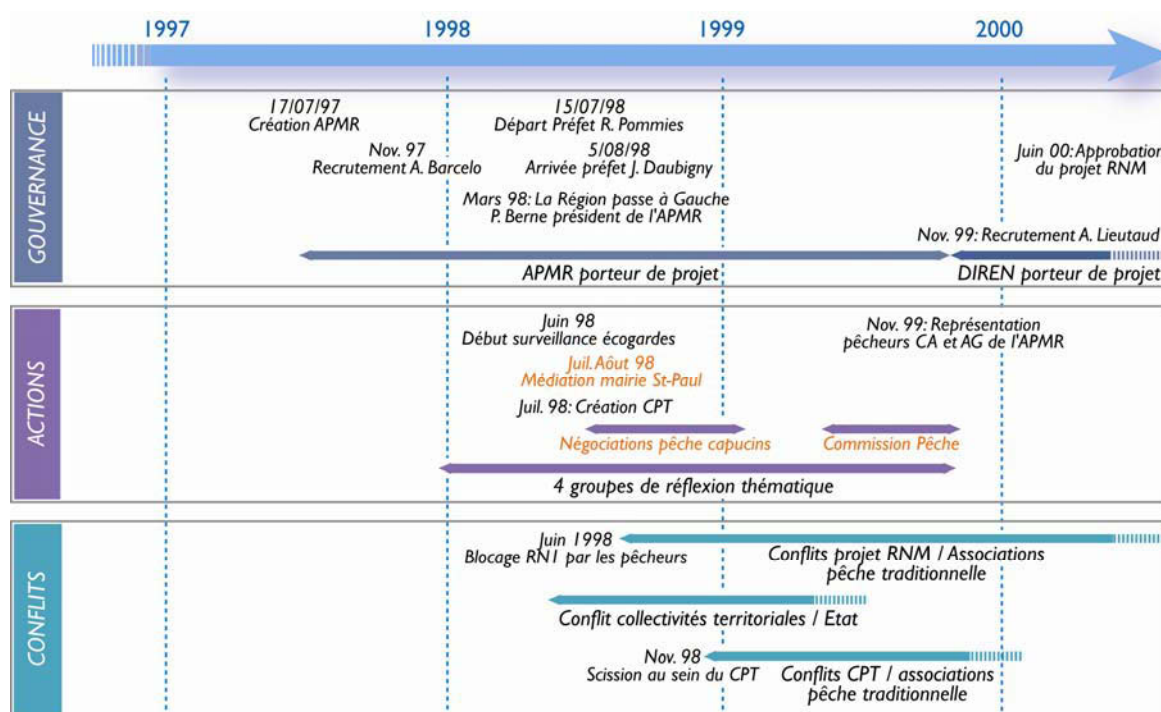 1997
1998
1999
2000
GOUVERNANCE
17/07/97
Création APMR
15/07/98
Départ Préfet R. Pommies
Nov. 97
Recrutement A. Barcelo
5/08/98
Arrivée préfet J. Daubigny
Juin 00: Approbation
du projet RNM
Mars 98: La Région passe à Gauche
P. Berne président de l'APMR
Nov. 99: Recrutement A. Lieutaud
APMR porteur de projet
DIREN porteur de projet
ACTIONS
Juin 98
Début surveillance écogardes
Nov. 99: Représentation
pêcheurs CA et AG de l'APMR
Juil. Aôut 98
Médiation mairie St-Paul
Juil. 98: Création CPT
Négociations pêche capucins
Commission Pêche
4 groupes de réflexion thématique
CONFLITS
Juin 1998
Blocage RN1 par les pêcheurs
Conflits projet RNM / Associations
pêche traditionnelle
Conflit collectivités territoriales / Etat
Nov. 98
Scission au sein du CPT
Conflits CPT / associations
pêche traditionnelle